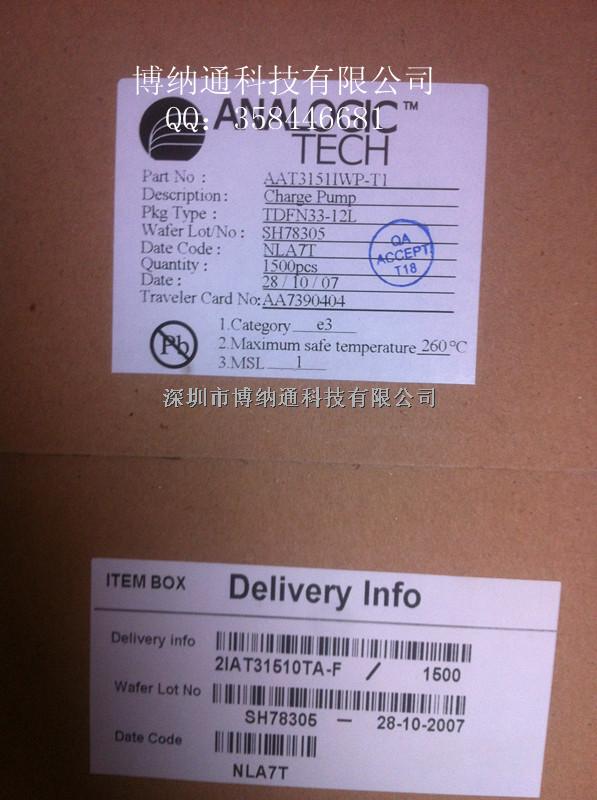 博纳通科技有限公司
ANALOGIC™
QQ：358446681
TECH
Part No : AAT3151IWP-T1
Description : Charge Pump
Pkg Type : TDFN33-12L
Wafer Lot/No : SH78305
Date Code : NLA7T
Quantity : 1500pcs
Date : 28 / 10 / 07
Traveler Card No: AA7390404
QA
ACCEPT
T18
Pb
1.Category e3
2.Maximum safe temperature 260°C
3.MSL 1
深圳市博纳通科技有限公司
ITEM BOX Delivery Info
Delivery info
2IAT31510TA-F / 1500
Wafer Lot No
SH78305 — 28-10-2007
Date Code
NLA7T